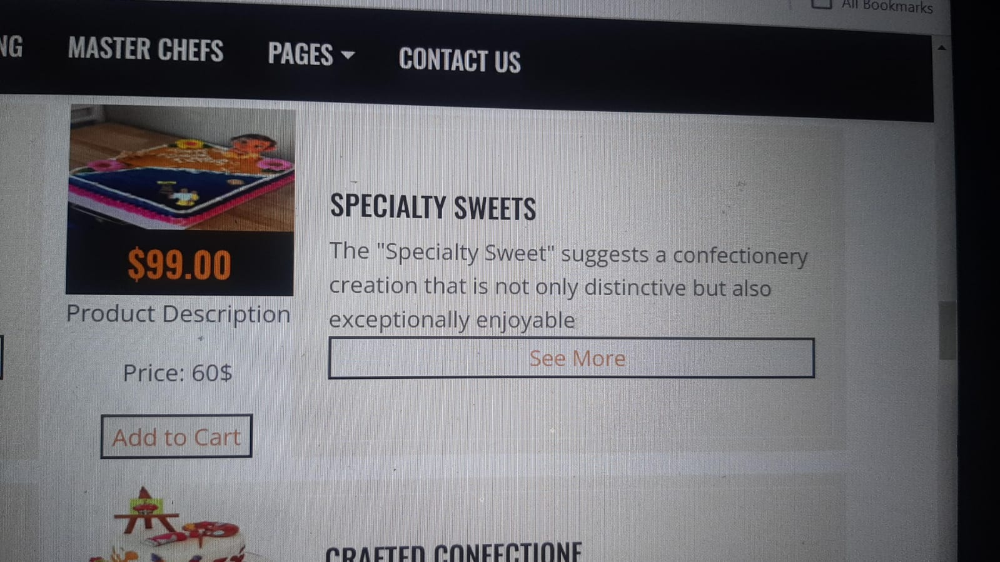 All Bookmarks
NG
MASTER CHEFS
PAGES
CONTACT US
$99.00
Product Description
Price: 60$
Add to Cart
SPECIALTY SWEETS
The "Specialty Sweet" suggests a confectionery
creation that is not only distinctive but also
exceptionally enjoyable
See More
CRAFTED CONFECTIONE